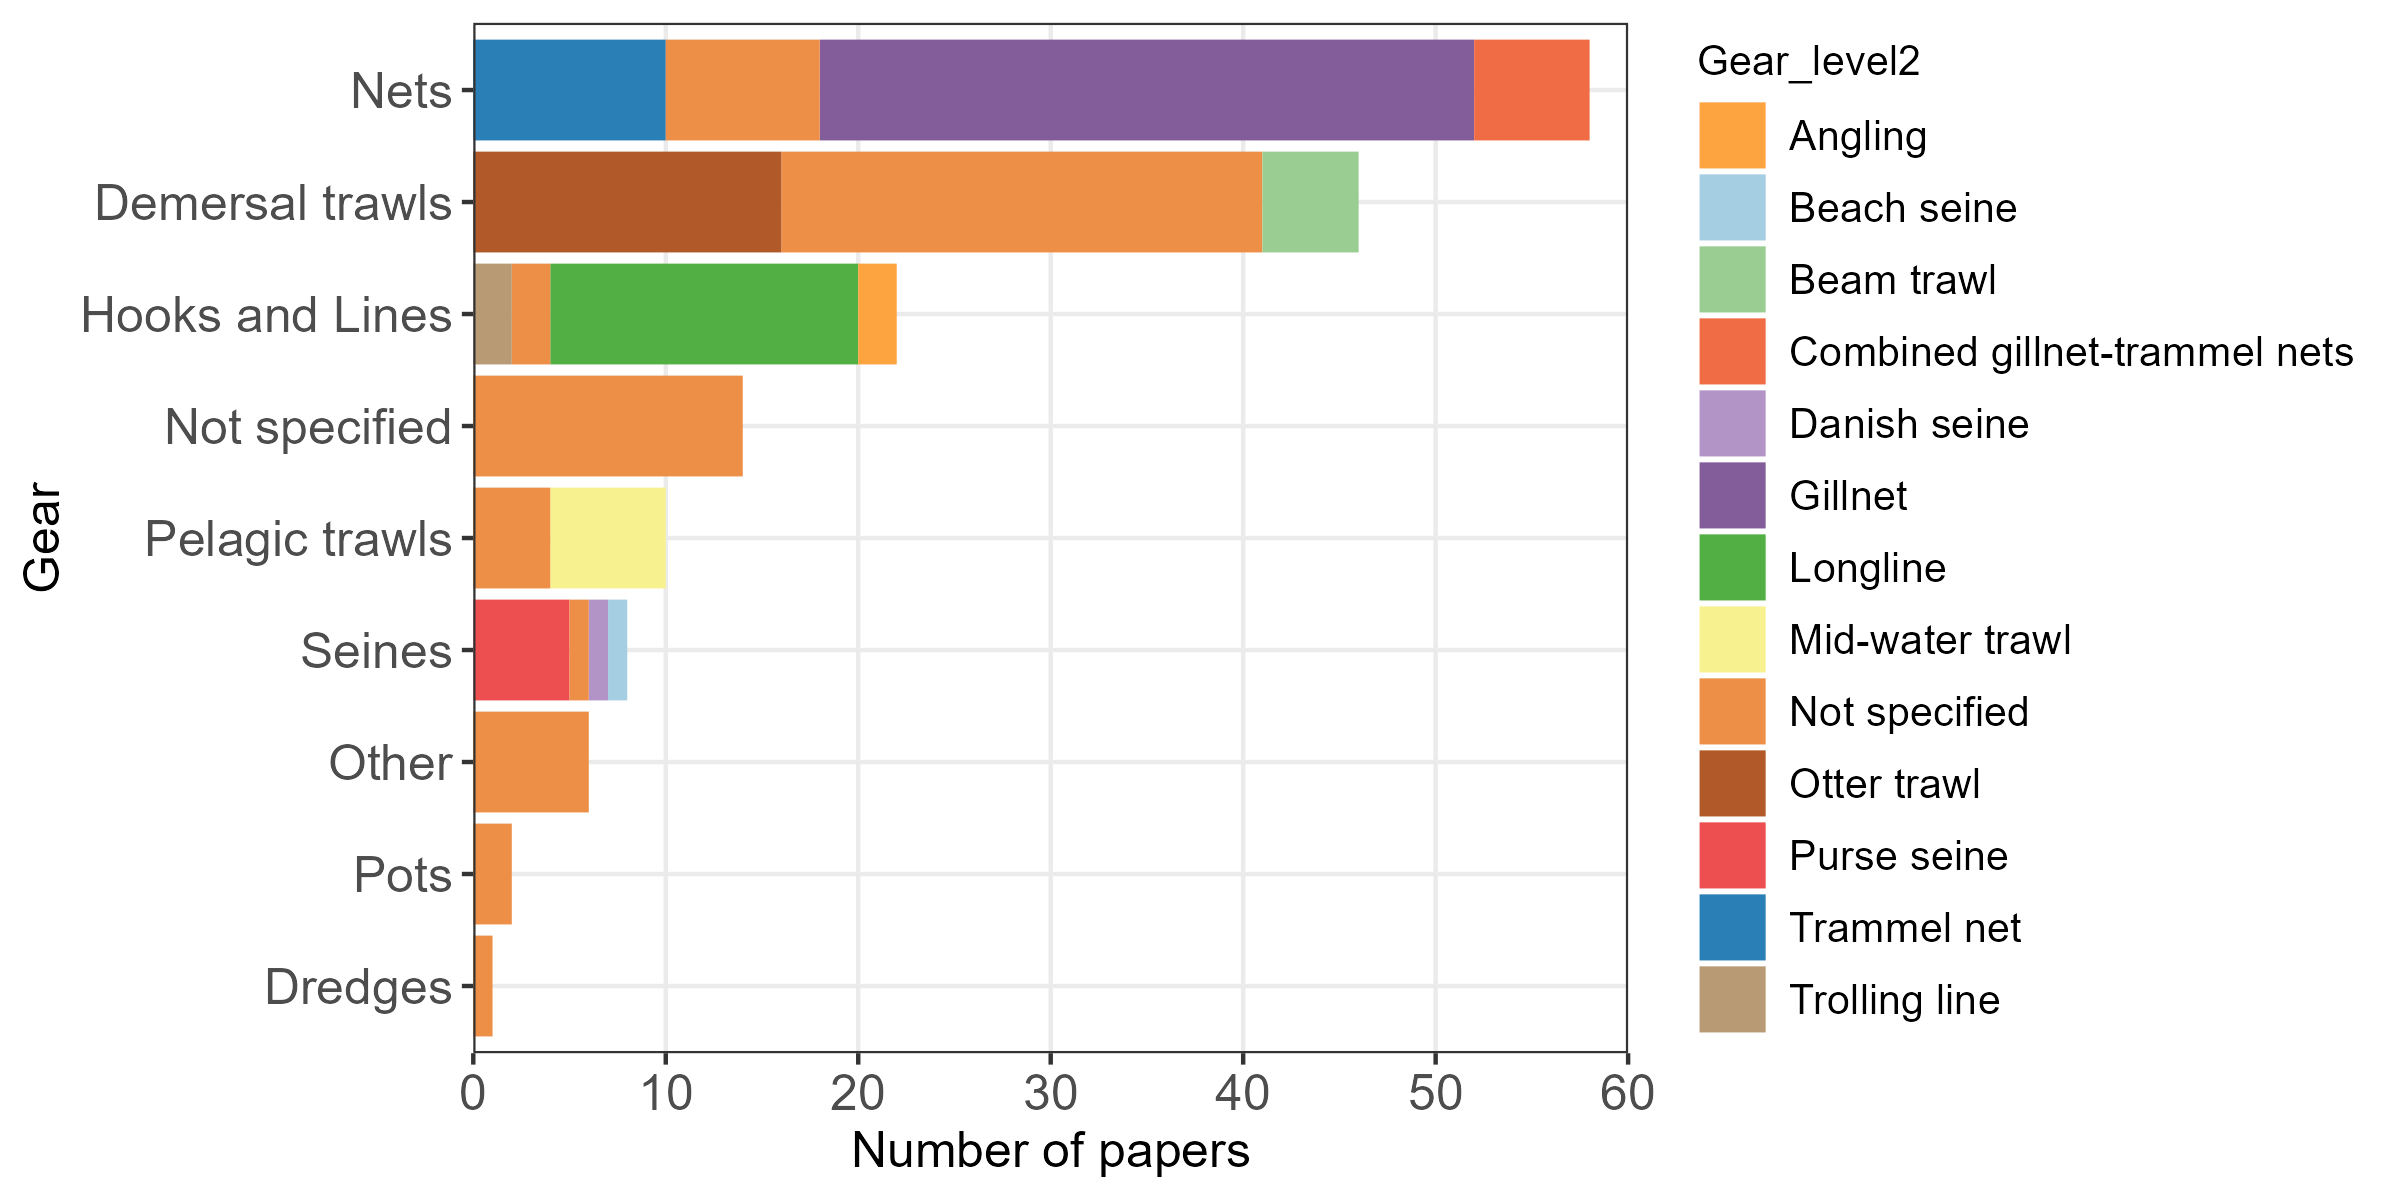 Nets
Demersal trawls
Hooks and Lines
Not specified
Pelagic trawls
Seines
Other
Pots
Dredges
Gear
0 10 20 30 40 50 60
Number of papers
Gear_level2
Angling
Beach seine
Beam trawl
Combined gillnet-trammel nets
Danish seine
Gillnet
Longline
Mid-water trawl
Not specified
Otter trawl
Purse seine
Trammel net
Trolling line